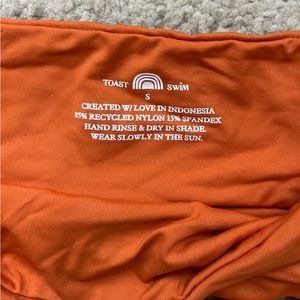 TOAST SWiM
S
CREATED W/ LOVE IN INDONESIA
85% RECYCLED NYLON 15% SPANDEX
HAND RINSE & DRY IN SHADE.
WEAR SLOWLY IN THE SUN.